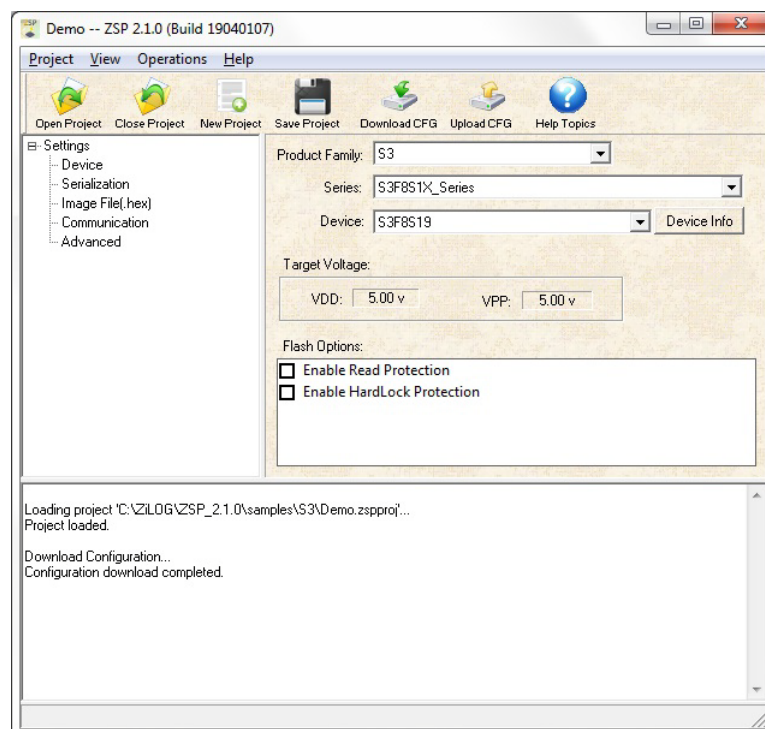 Demo -- ZSP 2.1.0 (Build 19040107)
Project View Operations Help
Open Project Close Project New Project Save Project Download CFG Upload CFG Help Topics
Settings
Device
Serialization
Image File(.hex)
Communication
Advanced
Product Family: S3
Series: S3F8S1X_Series
Device: S3F8S19 Device Info
Target Voltage:
VDD: 5.00 v VPP: 5.00 v
Flash Options:
Enable Read Protection
Enable HardLock Protection
Loading project 'C:\ZiLOG\ZSP_2.1.0\samples\S3\Demo.zspproj'...
Project loaded.
Download Configuration...
Configuration download completed.